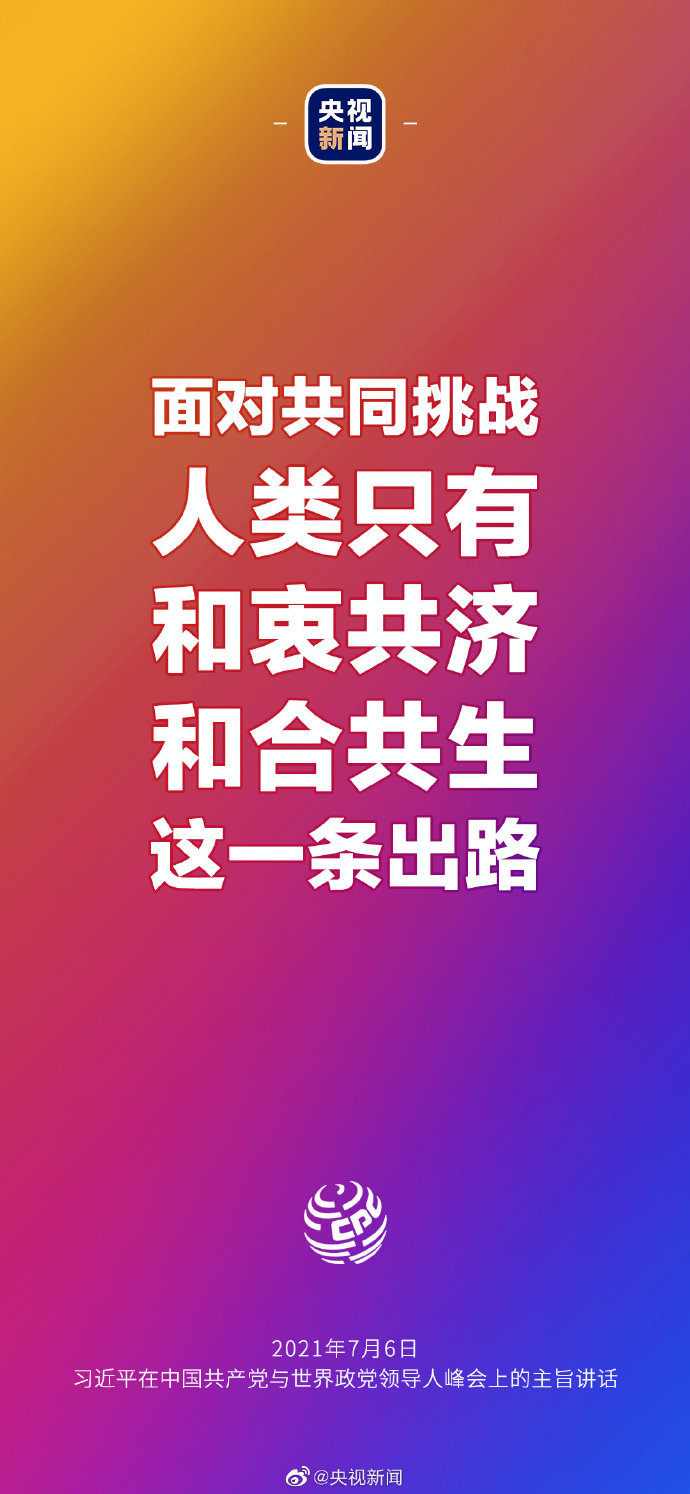 央视
新闻
面对共同挑战
人类只有
和衷共济
和合共生
这一条出路
CPC
2021年7月6日
习近平在中国共产党与世界政党领导人峰会上的主旨讲话
@央视新闻